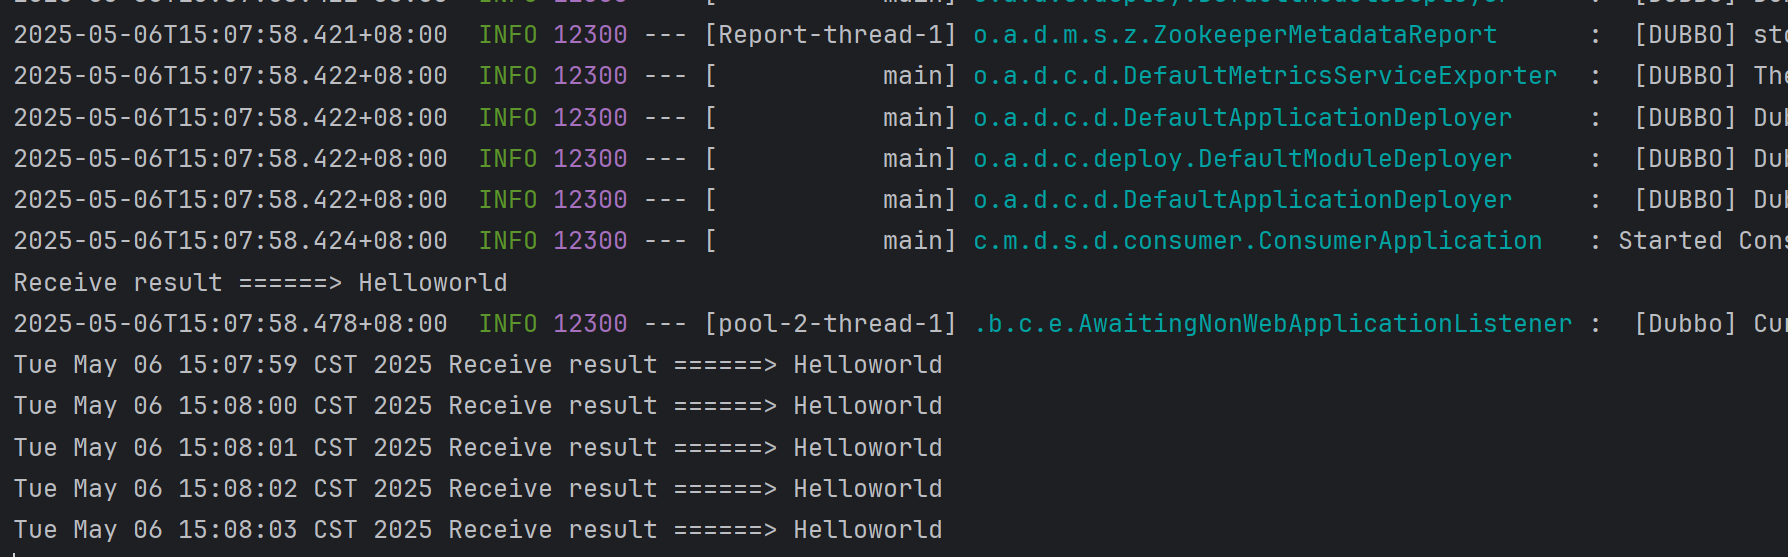 2025-05-06T15:07:58.421+08:00  INFO 12300 --- [Report-thread-1] o.a.d.m.s.z.ZookeeperMetadataReport      :  [DUBBO]
2025-05-06T15:07:58.422+08:00  INFO 12300 --- [           main] o.a.d.c.d.DefaultMetricsServiceExporter  :  [DUBBO]
2025-05-06T15:07:58.422+08:00  INFO 12300 --- [           main] o.a.d.c.d.DefaultApplicationDeployer     :  [DUBBO]
2025-05-06T15:07:58.422+08:00  INFO 12300 --- [           main] o.a.d.c.deploy.DefaultModuleDeployer     :  [DUBBO]
2025-05-06T15:07:58.422+08:00  INFO 12300 --- [           main] o.a.d.c.d.DefaultApplicationDeployer     :  [DUBBO]
2025-05-06T15:07:58.424+08:00  INFO 12300 --- [           main] c.m.d.s.d.consumer.ConsumerApplication   : Started
Receive result ======> Helloworld
2025-05-06T15:07:58.478+08:00  INFO 12300 --- [pool-2-thread-1] .b.c.e.AwaitingNonWebApplicationListener :  [Dubbo]
Tue May 06 15:07:59 CST 2025 Receive result ======> Helloworld
Tue May 06 15:08:00 CST 2025 Receive result ======> Helloworld
Tue May 06 15:08:01 CST 2025 Receive result ======> Helloworld
Tue May 06 15:08:02 CST 2025 Receive result ======> Helloworld
Tue May 06 15:08:03 CST 2025 Receive result ======> Helloworld